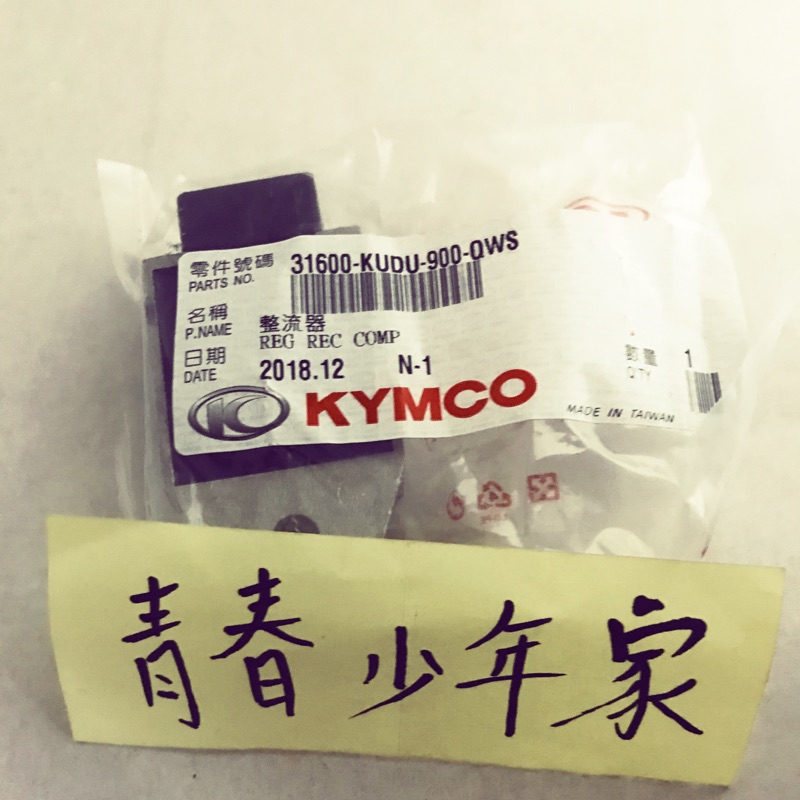 零件號碼 31600-KUDU-900-QWS
PARTS NO.
名稱 整流器
P.NAME REG REC COMP
日期
DATE 2018.12 N-1
數量 1
Q'TY
KYMCO
MADE IN TAIWAN
青春少年家